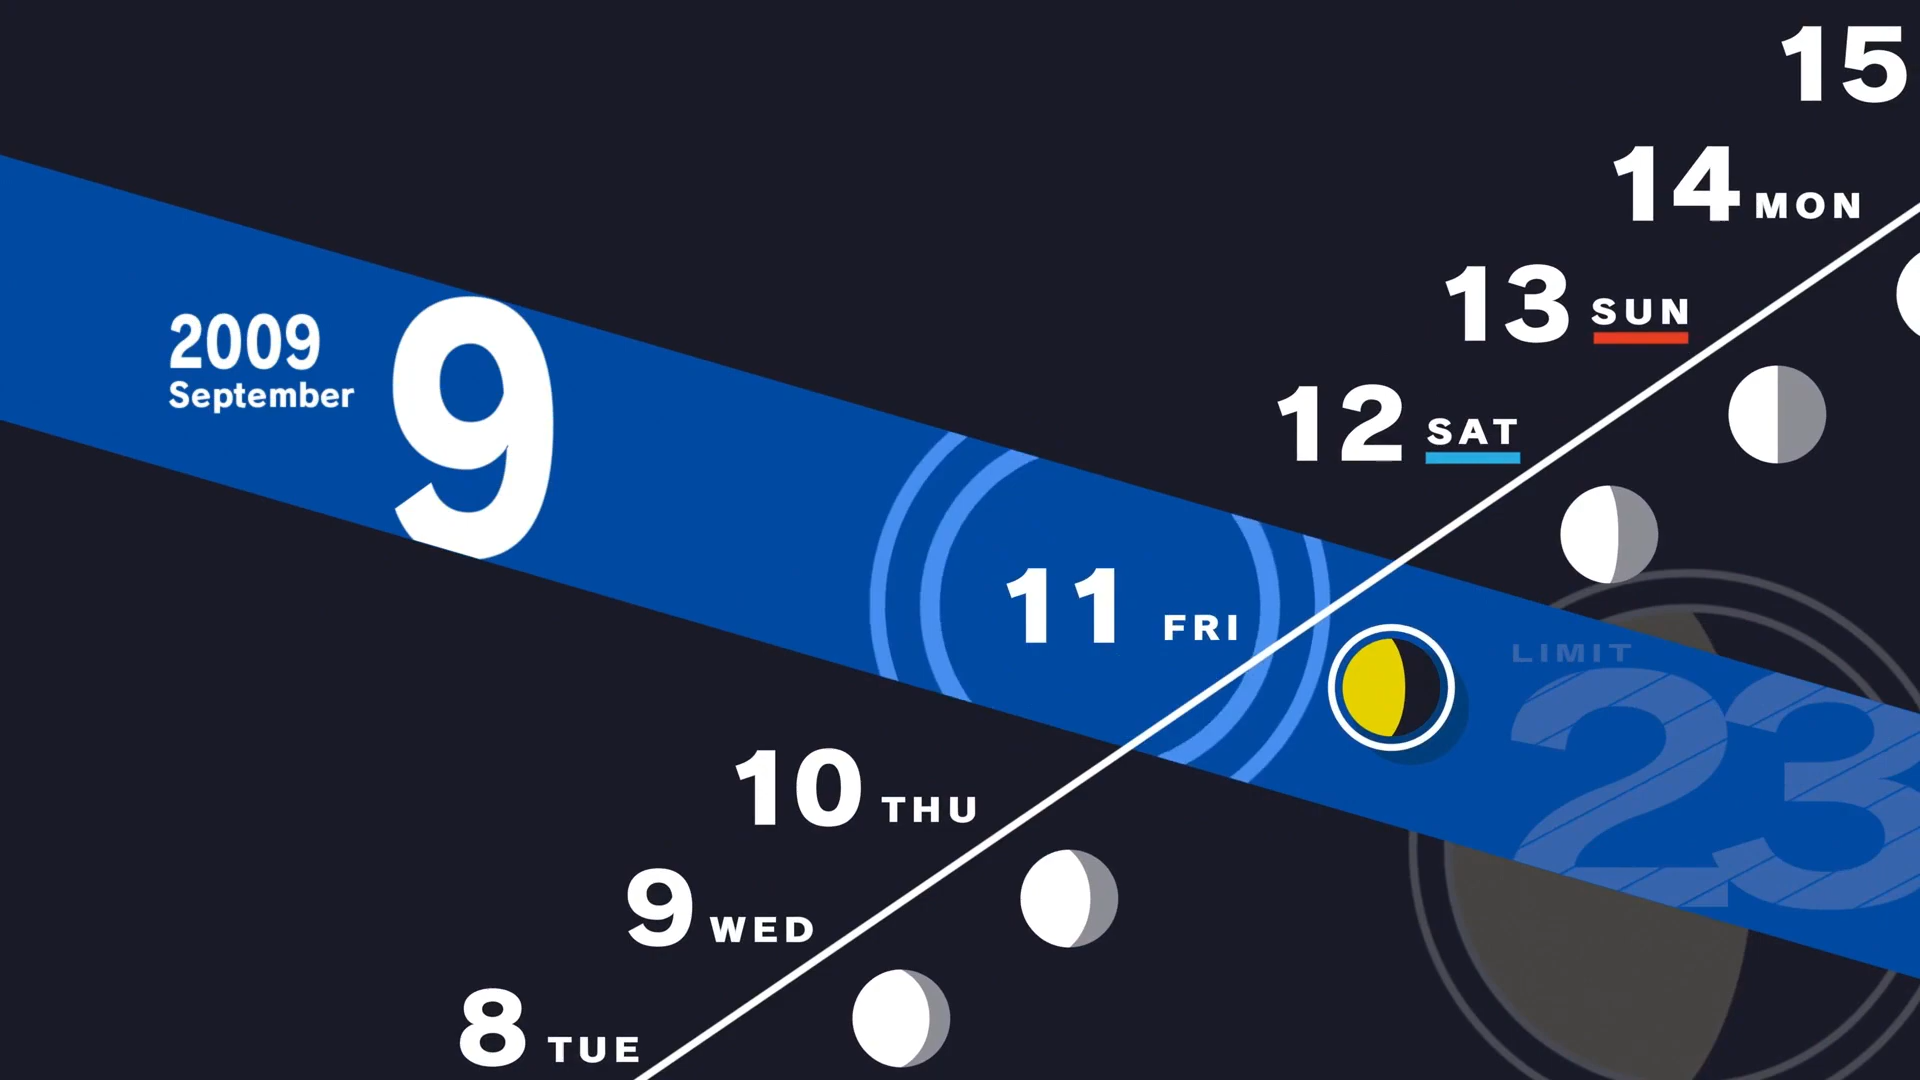 15
14 MON
13 SUN
12 SAT
2009
September
9
11 FRI
LIMIT
23
10 THU
9 WED
8 TUE